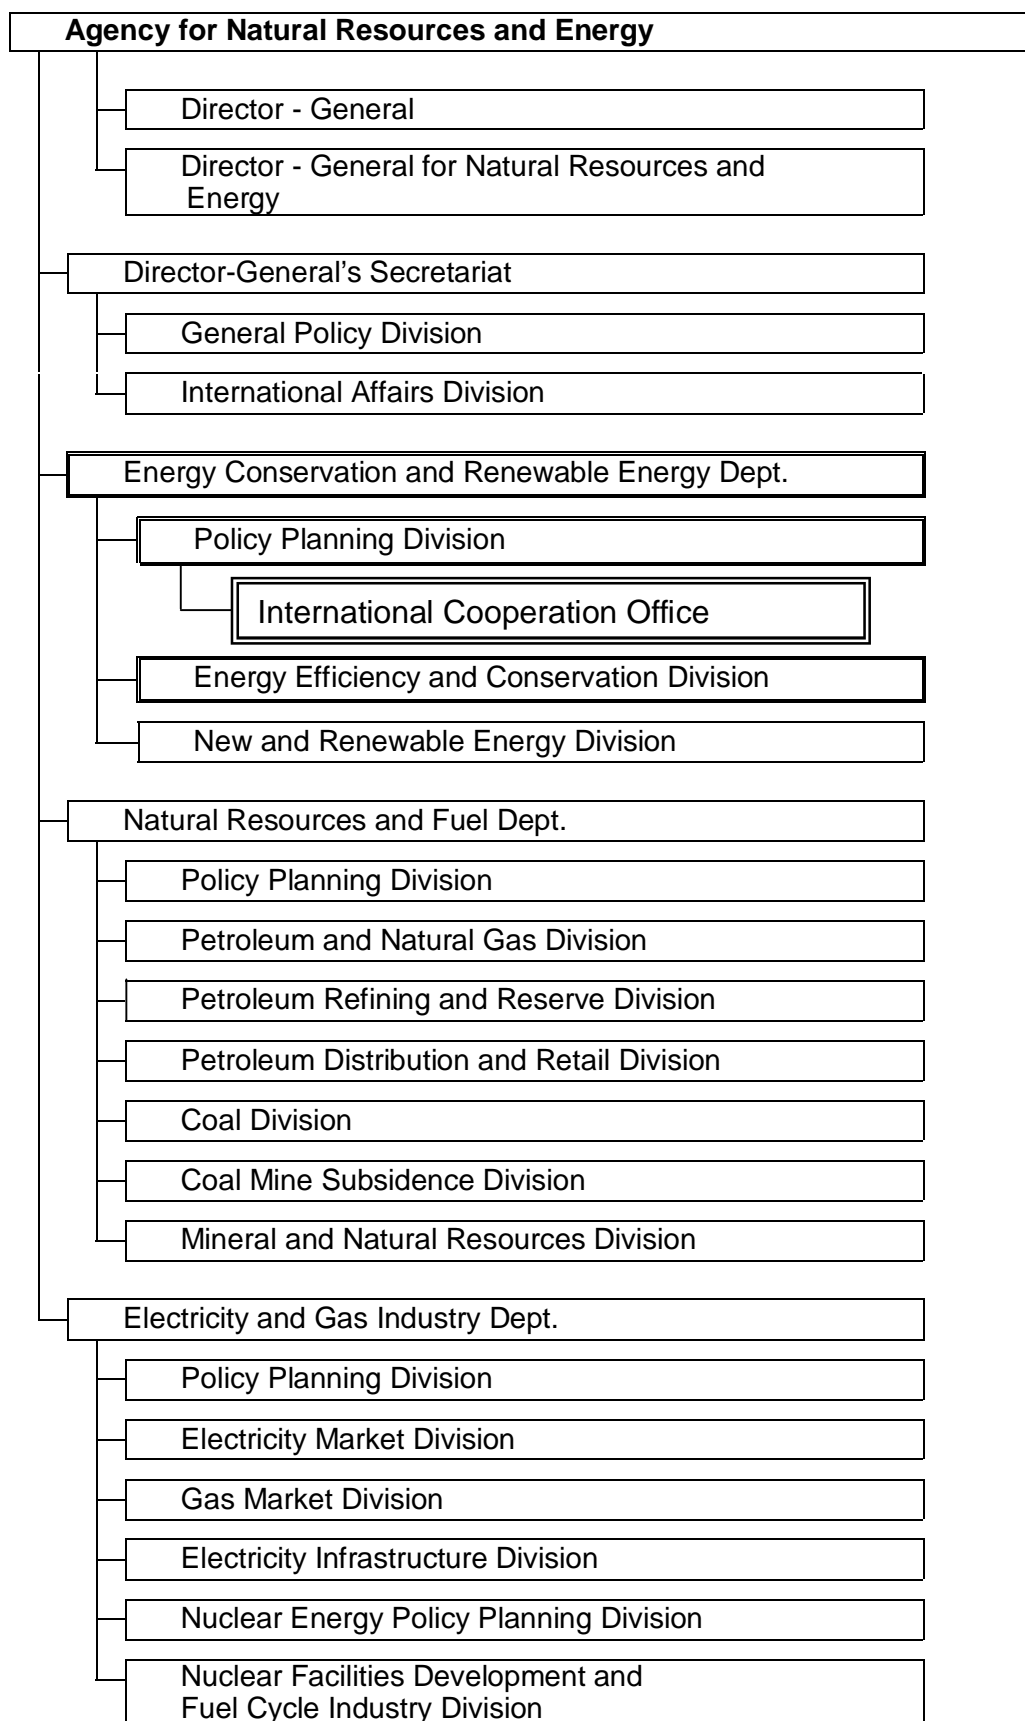 Agency for Natural Resources and Energy
Director - General
Director - General for Natural Resources and
Energy
Director-General’s Secretariat
General Policy Division
International Affairs Division
Energy Conservation and Renewable Energy Dept.
Policy Planning Division
International Cooperation Office
Energy Efficiency and Conservation Division
New and Renewable Energy Division
Natural Resources and Fuel Dept.
Policy Planning Division
Petroleum and Natural Gas Division
Petroleum Refining and Reserve Division
Petroleum Distribution and Retail Division
Coal Division
Coal Mine Subsidence Division
Mineral and Natural Resources Division
Electricity and Gas Industry Dept.
Policy Planning Division
Electricity Market Division
Gas Market Division
Electricity Infrastructure Division
Nuclear Energy Policy Planning Division
Nuclear Facilities Development and
Fuel Cycle Industry Division